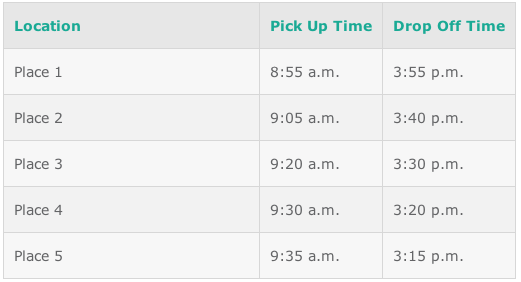 Location Pick Up Time Drop Off Time
Place 1 8:55 a.m. 3:55 p.m.
Place 2 9:05 a.m. 3:40 p.m.
Place 3 9:20 a.m. 3:30 p.m.
Place 4 9:30 a.m. 3:20 p.m.
Place 5 9:35 a.m. 3:15 p.m.